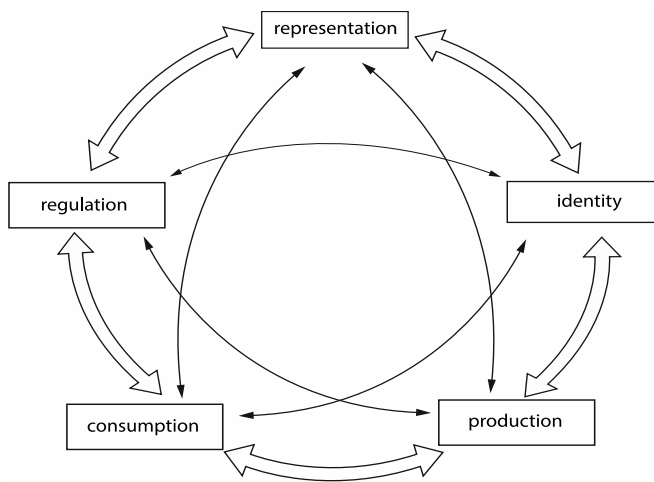 representation
regulation
identity
consumption
production